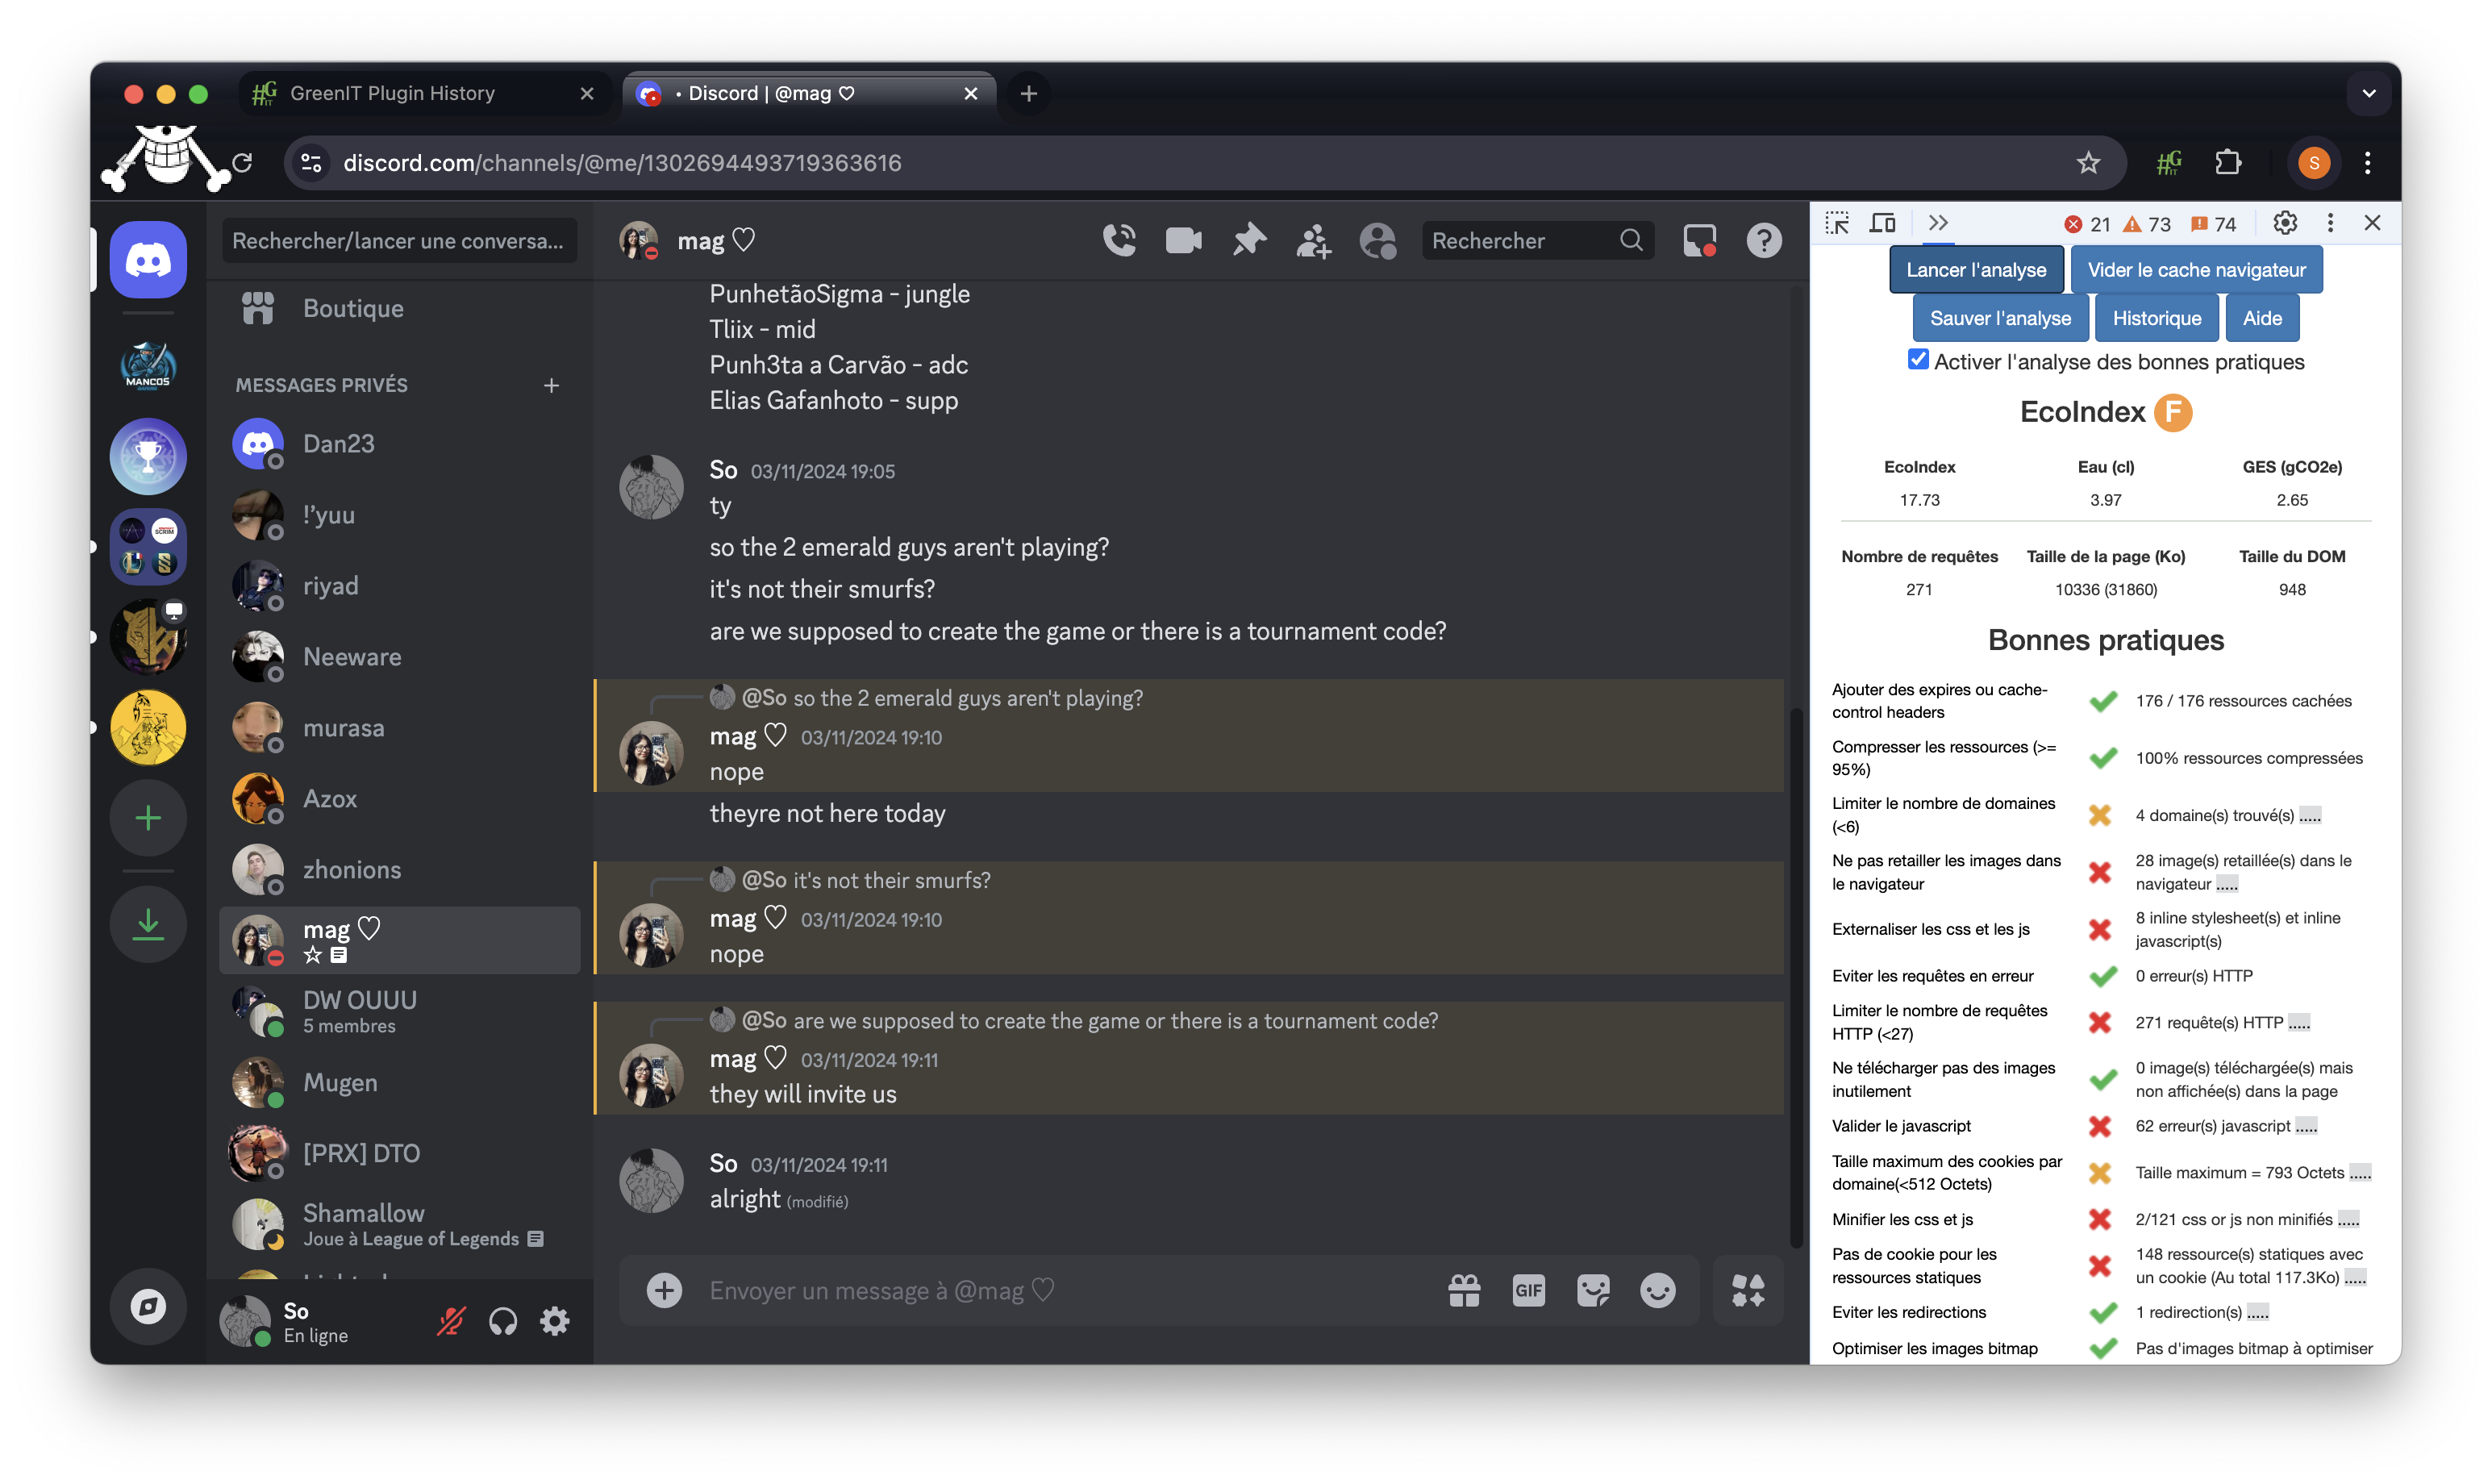 GreenIT Plugin History
• Discord | @mag ♡
discord.com/channels/@me/1302694493719363616
S
Rechercher/lancer une conversa...
Boutique
MESSAGES PRIVÉS
Dan23
!'yuu
riyad
Neeware
murasa
Azox
zhonions
mag ♡
DW OUUU
5 membres
Mugen
[PRX] DTO
Shamallow
Joue à League of Legends
So
En ligne
MANCOS
SCRIM
mag ♡
Rechercher
PunhetãoSigma - jungle
Tliix - mid
Punh3ta a Carvão - adc
Elias Gafanhoto - supp
So 03/11/2024 19:05
ty
so the 2 emerald guys aren't playing?
it's not their smurfs?
are we supposed to create the game or there is a tournament code?
@So so the 2 emerald guys aren't playing?
mag ♡ 03/11/2024 19:10
nope
theyre not here today
@So it's not their smurfs?
mag ♡ 03/11/2024 19:10
nope
@So are we supposed to create the game or there is a tournament code?
mag ♡ 03/11/2024 19:11
they will invite us
So 03/11/2024 19:11
alright (modifié)
Envoyer un message à @mag ♡
GIF
21 73 74
Lancer l'analyse Vider le cache navigateur
Sauver l'analyse Historique Aide
Activer l'analyse des bonnes pratiques
EcoIndex F
EcoIndex Eau (cl) GES (gCO2e)
17.73 3.97 2.65
Nombre de requêtes Taille de la page (Ko) Taille du DOM
271 10336 (31860) 948
Bonnes pratiques
Ajouter des expires ou cache-
control headers
176 / 176 ressources cachées
Compresser les ressources (>=
95%)
100% ressources compressées
Limiter le nombre de domaines
(<6)
4 domaine(s) trouvé(s) .....
Ne pas retailler les images dans
le navigateur
28 image(s) retaillée(s) dans le
navigateur .....
Externaliser les css et les js
8 inline stylesheet(s) et inline
javascript(s)
Eviter les requêtes en erreur
0 erreur(s) HTTP
Limiter le nombre de requêtes
HTTP (<27)
271 requête(s) HTTP .....
Ne télécharger pas des images
inutilement
0 image(s) téléchargée(s) mais
non affichée(s) dans la page
Valider le javascript
62 erreur(s) javascript .....
Taille maximum des cookies par
domaine(<512 Octets)
Taille maximum = 793 Octets .....
Minifier les css et js
2/121 css or js non minifiés .....
Pas de cookie pour les
ressources statiques
148 ressource(s) statiques avec
un cookie (Au total 117.3Ko) .....
Eviter les redirections
1 redirection(s) .....
Optimiser les images bitmap
Pas d'images bitmap à optimiser